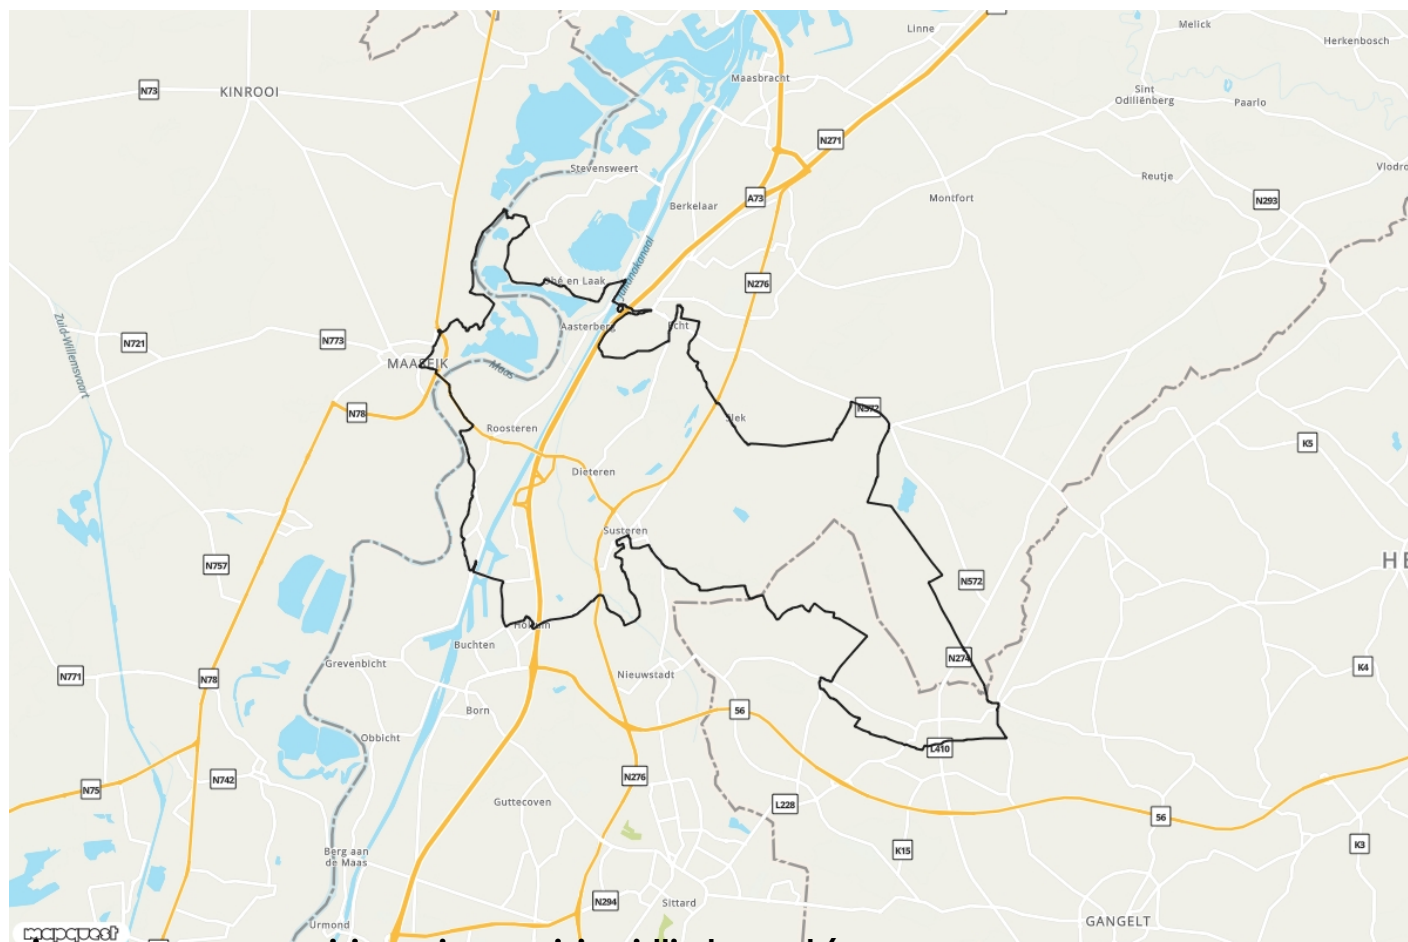 Linne
Melick
Herkenbosch
Maasbracht
N73
KINROOI
Sint
Odiliënberg
Paarlo
N271
Stevensweert
Reutje
Vlodro
A73
Berkelaar
Montfort
N293
Julianakanaal
Ohé en Laak
N276
Zuid-Willemsvaart
Aasterberg
Echt
N721
N773
MAASEIK
Maas
N78
Slek
N572
Roosteren
K5
Dieteren
Susteren
HE
N757
N572
Holtum
Buchten
N274
Grevenbicht
K4
N771
N78
Nieuwstadt
Born
56
Obbicht
L410
N742
N276
N75
Guttecoven
L228
56
Berg aan
de Maas
K15
K3
N294
Sittard
GANGELT
Urmond
mapquest